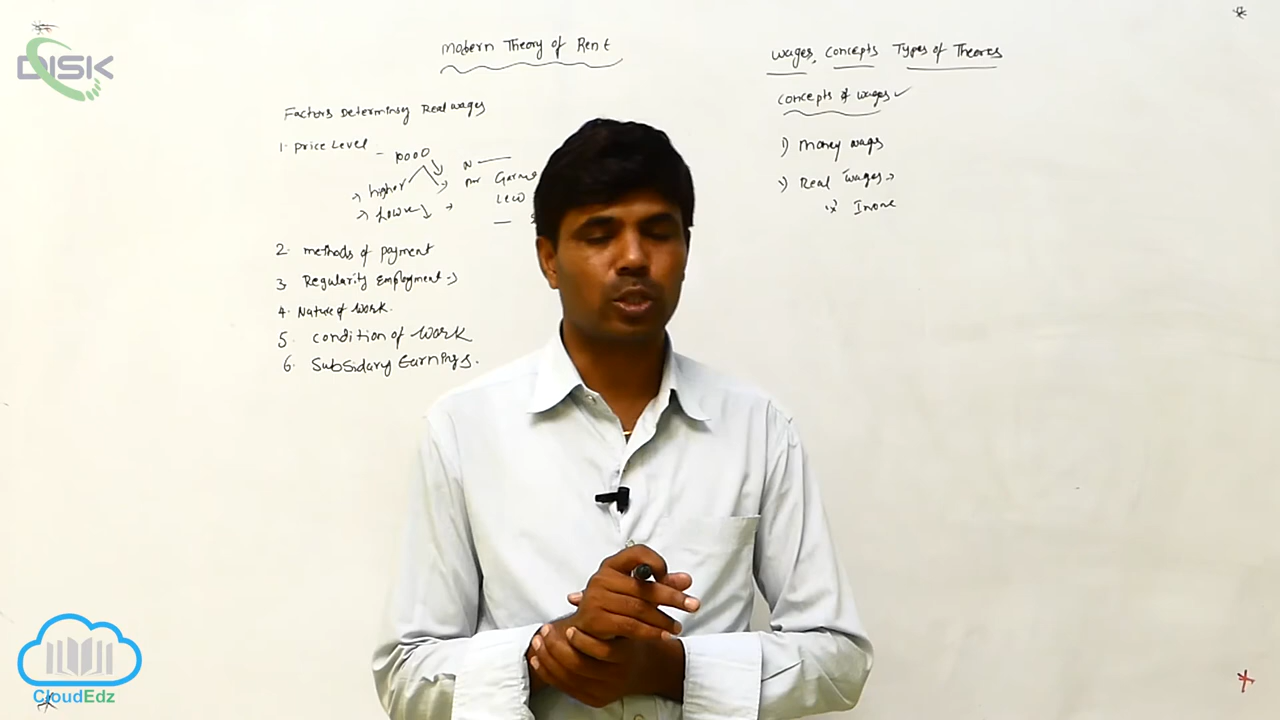 DISK
Modern Theory of Rent
Factors Determining Real wages
1. Price Level - 10000
higher
Lowe
2. methods of payment
3. Regularity Employment
4. Nature of work.
5. condition of work
6. Subsidary Earnings.
wages, concepts Types of Theores
concepts of wages ✓
1) money wages
2) Real wages
CloudEdz